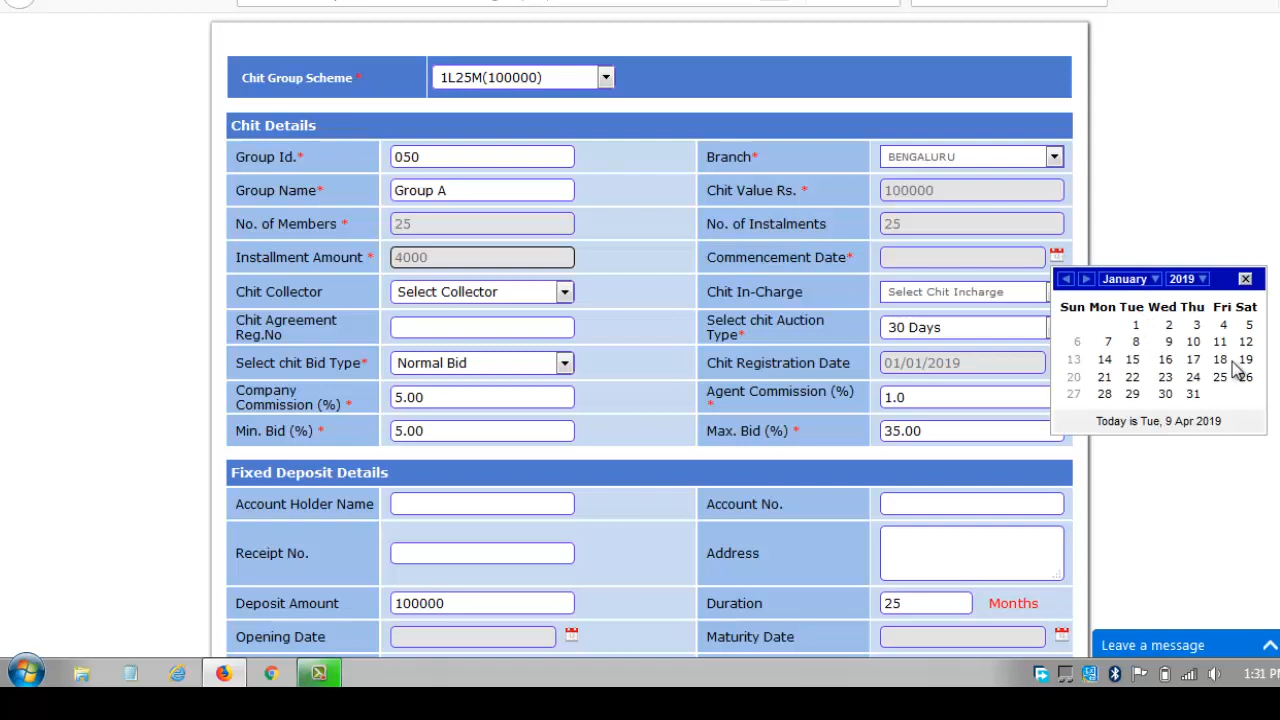 Chit Group Scheme * 1L25M(100000)
Chit Details
Group Id.* 050 Branch* BENGALURU
Group Name* Group A Chit Value Rs. * 100000
No. of Members * 25 No. of Instalments 25
Installment Amount * 4000 Commencement Date*
January 2019
Chit Collector Select Collector Chit In-Charge Select Chit Incharge
Sun Mon Tue Wed Thu Fri Sat
1 2 3 4 5
6 7 8 9 10 11 12
13 14 15 16 17 18 19
20 21 22 23 24 25 26
27 28 29 30 31
Today is Tue, 9 Apr 2019
Chit Agreement
Reg.No
Select chit Auction
Type* 30 Days
Select chit Bid Type* Normal Bid Chit Registration Date 01/01/2019
Company
Commission (%) * 5.00
Agent Commission (%)
* 1.0
Min. Bid (%) * 5.00 Max. Bid (%) * 35.00
Fixed Deposit Details
Account Holder Name Account No.
Receipt No. Address
Deposit Amount 100000 Duration 25 Months
Opening Date Maturity Date
Leave a message
1:31 PM